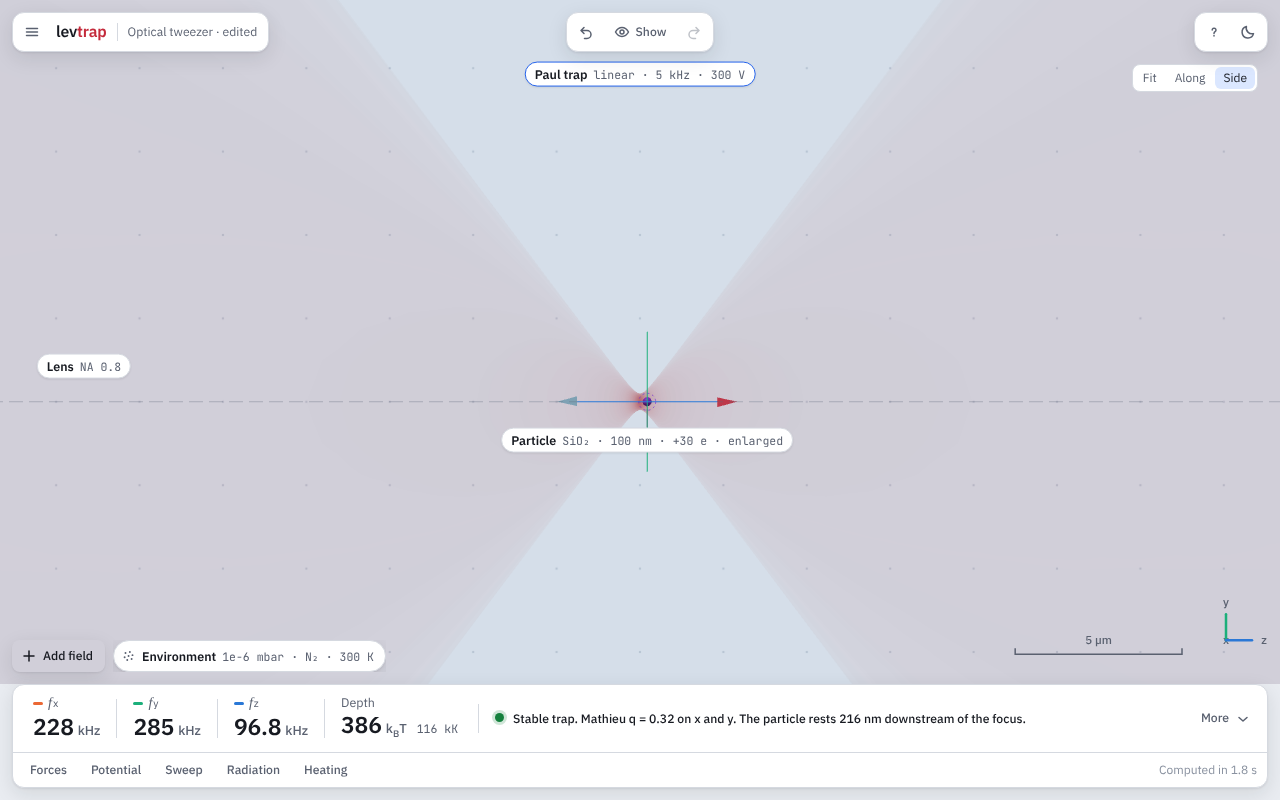 levtrap
Optical tweezer · edited
Show
?
Paul trap linear · 5 kHz · 300 V
Fit Along Side
Lens NA 0.8
Particle SiO₂ · 100 nm · +30 e · enlarged
y
x z
5 µm
Add field
Environment 1e-6 mbar · N₂ · 300 K
fx
228 kHz
fy
285 kHz
fz
96.8 kHz
Depth
386 kBT 116 kK
Stable trap. Mathieu q = 0.32 on x and y. The particle rests 216 nm downstream of the focus.
More
Forces Potential Sweep Radiation Heating
Computed in 1.8 s